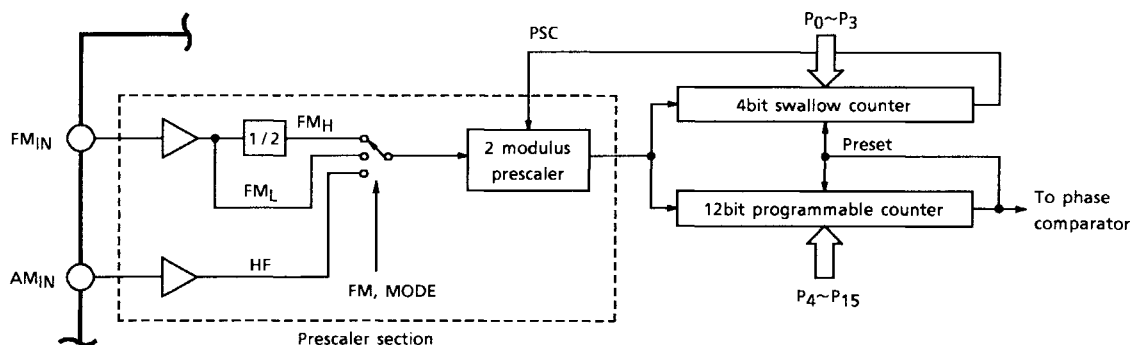 P0~P3
PSC
4bit swallow counter
FMIN
1/2
FMH
2 modulus
prescaler
Preset
FML
12bit programmable counter
To phase
comparator
AMIN
HF
FM, MODE
P4~P15
Prescaler section